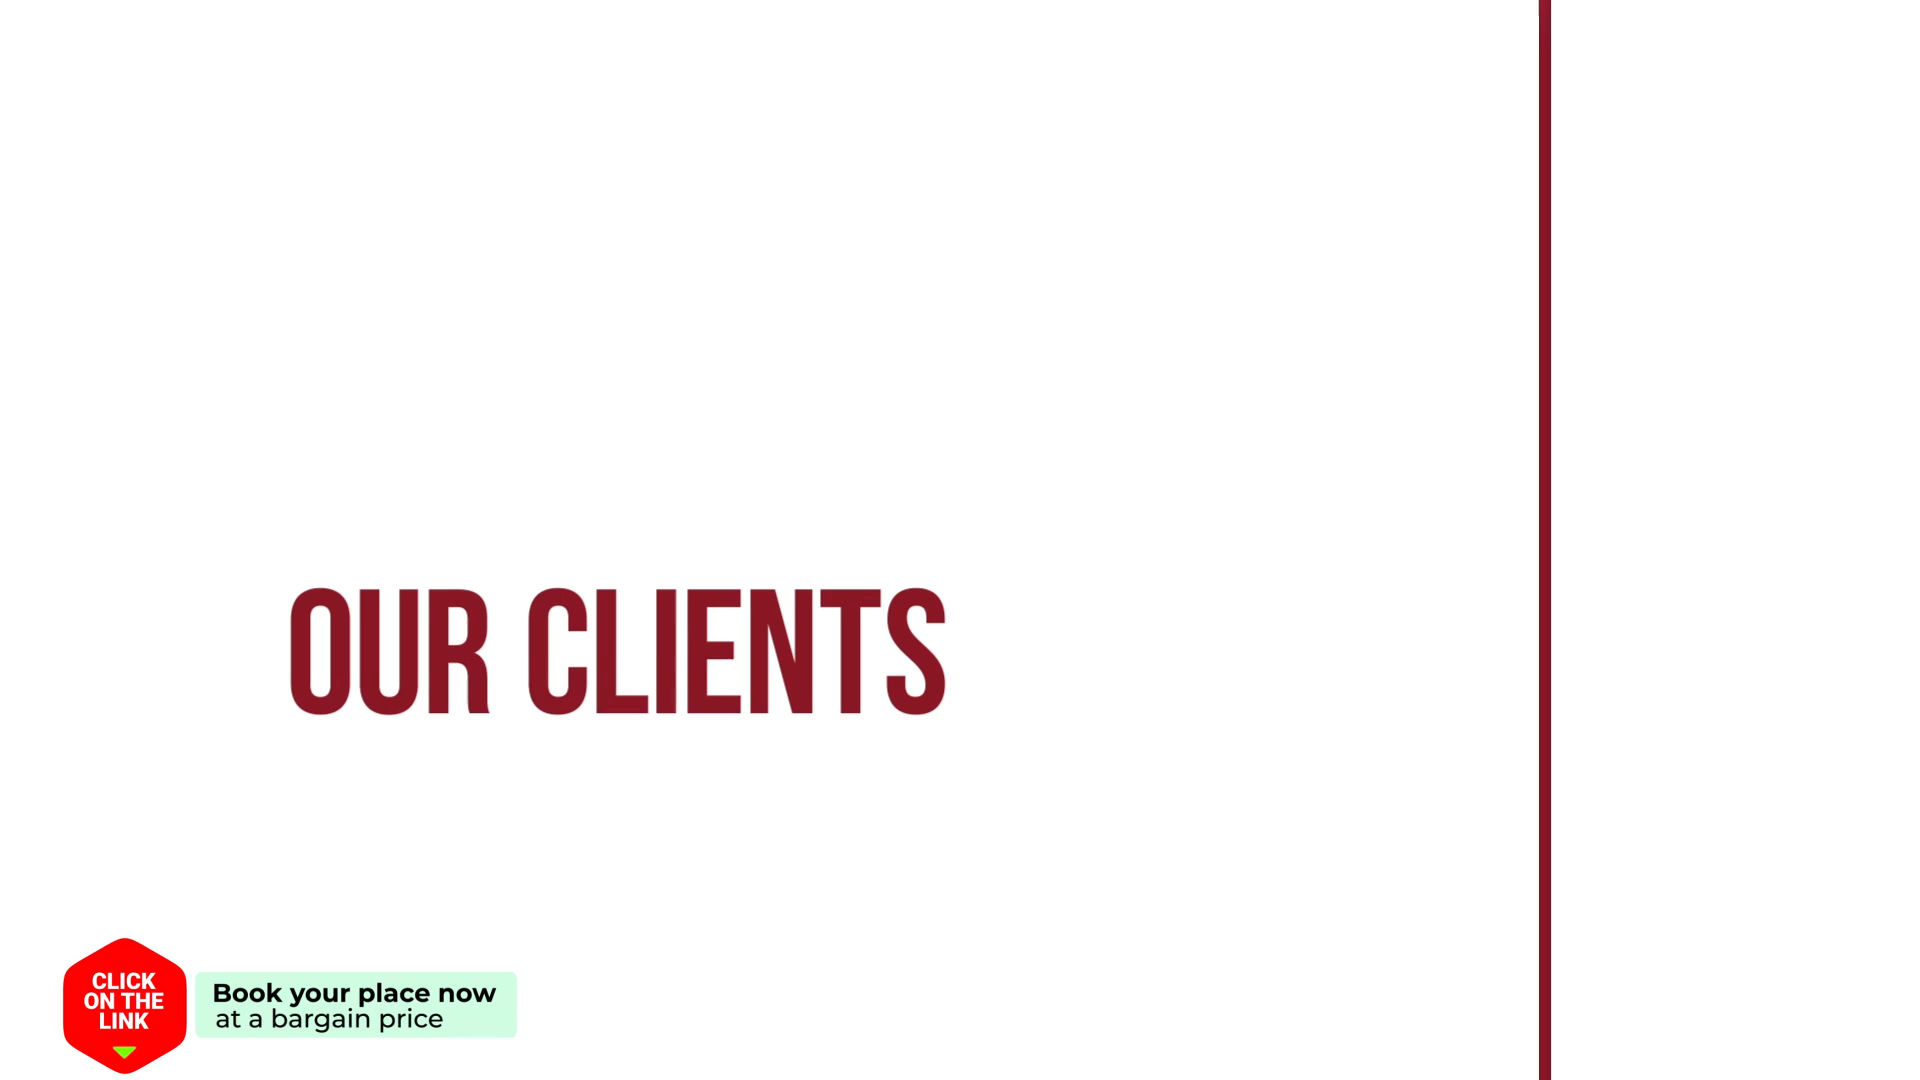 OUR CLIENTS
CLICK
ON THE
LINK
Book your place now
at a bargain price